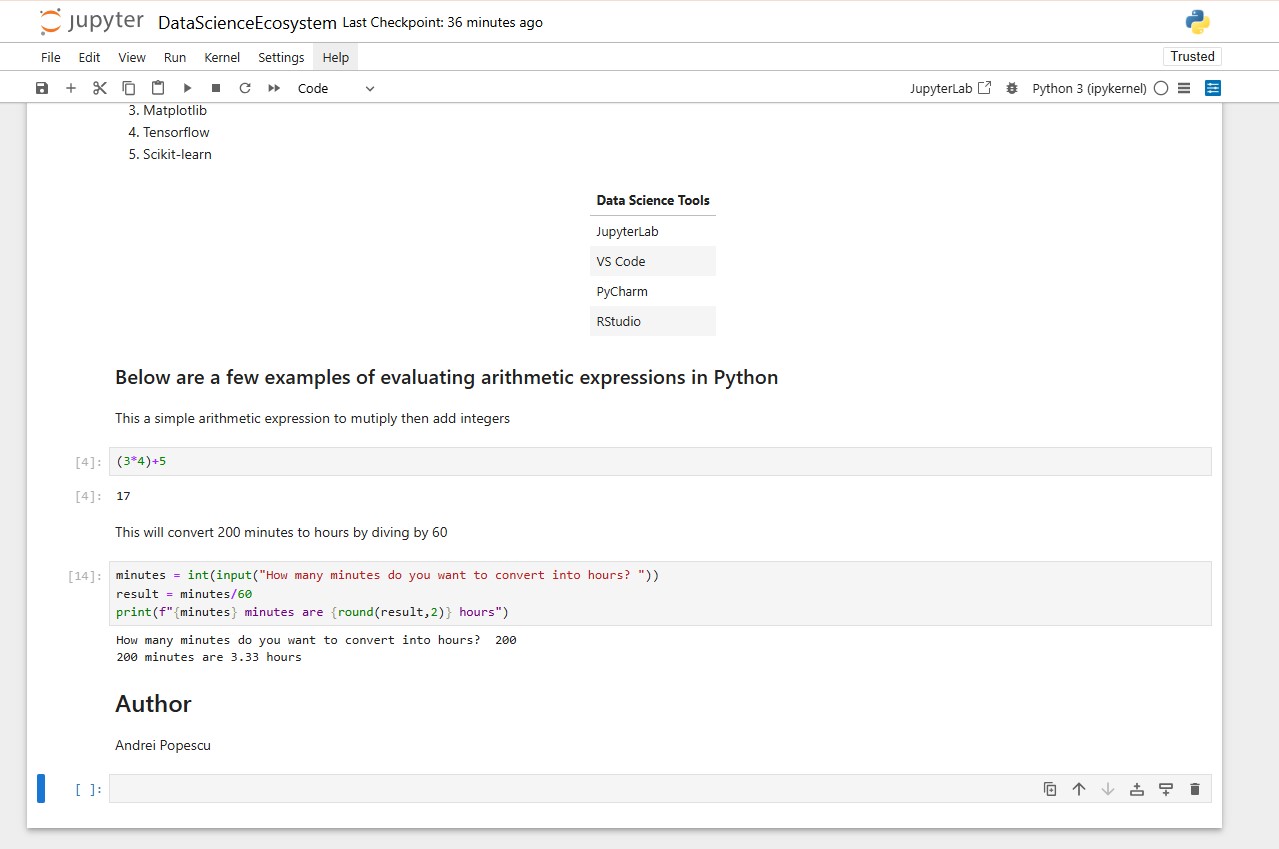 jupyter DataScienceEcosystem Last Checkpoint: 36 minutes ago
File Edit View Run Kernel Settings Help Trusted
Code JupyterLab Python 3 (ipykernel)
3. Matplotlib
4. Tensorflow
5. Scikit-learn
Data Science Tools
JupyterLab
VS Code
PyCharm
RStudio
Below are a few examples of evaluating arithmetic expressions in Python
This a simple arithmetic expression to mutiply then add integers
[4]: (3*4)+5
[4]: 17
This will convert 200 minutes to hours by diving by 60
[14]: minutes = int(input("How many minutes do you want to convert into hours? "))
result = minutes/60
print(f"{minutes} minutes are {round(result,2)} hours")
How many minutes do you want to convert into hours?  200
200 minutes are 3.33 hours
Author
Andrei Popescu
[ ]: